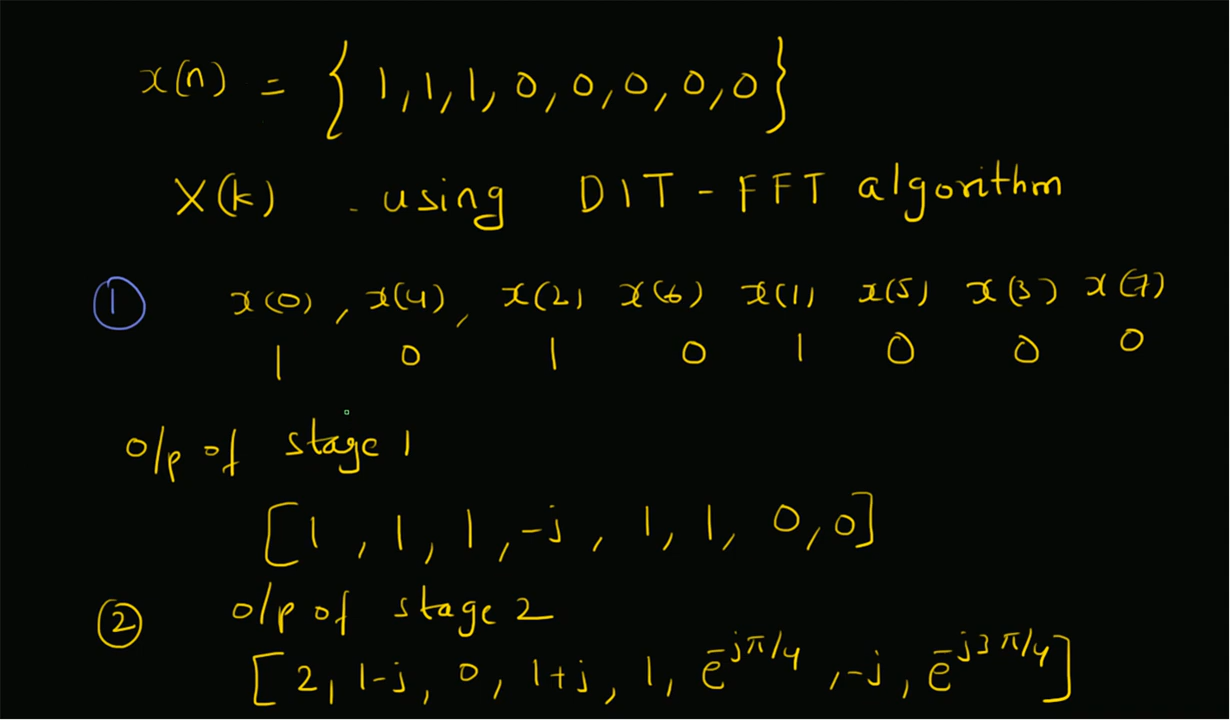 x(n) = { 1, 1, 1, 0, 0, 0, 0, 0 }
X(k) - using DIT - FFT algorithm
① x(0), x(4), x(2) x(6) x(1) x(5) x(3) x(7)
1 0 1 0 1 0 0 0
o/p of stage 1
[1, 1, 1, -j, 1, 1, 0, 0]
② o/p of stage 2
[2, 1-j, 0, 1+j, 1, e^-jπ/4, -j, e^-j3π/4]